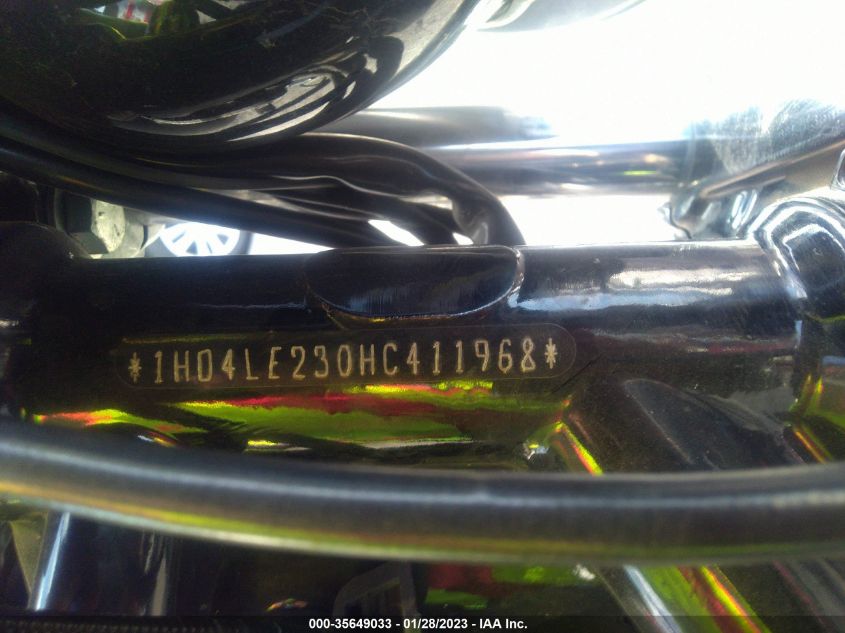 *1HD4LE230HC411968*
000-35649033 - 01/28/2023 - IAA Inc.